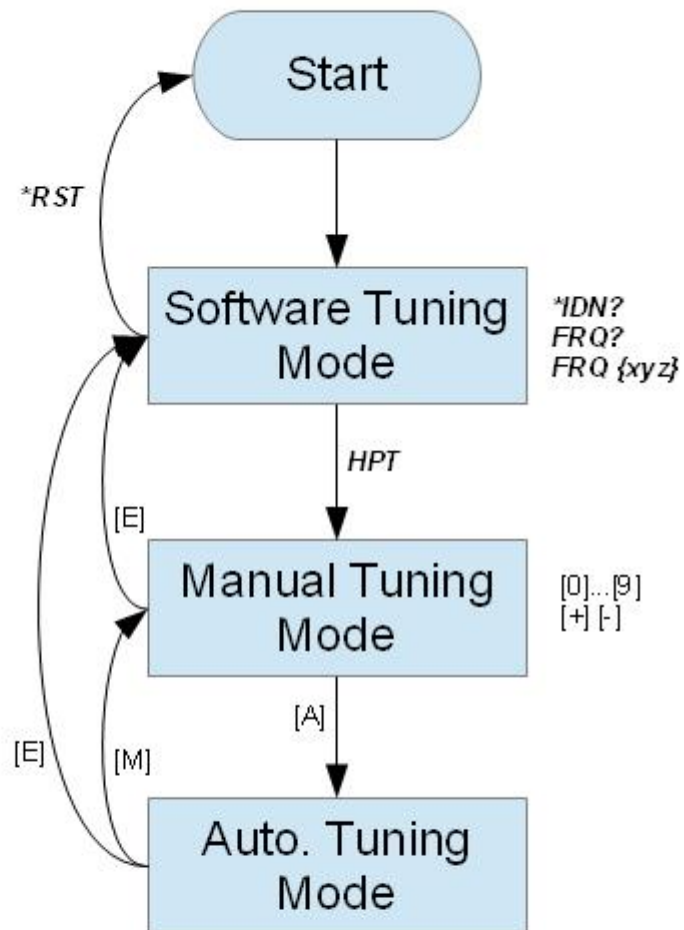 Start
*RST
Software Tuning
Mode
*IDN?
FRQ?
FRQ {xyz}
HPT
[E]
Manual Tuning
Mode
[0]...[9]
[+] [-]
[A]
[E]
[M]
Auto. Tuning
Mode